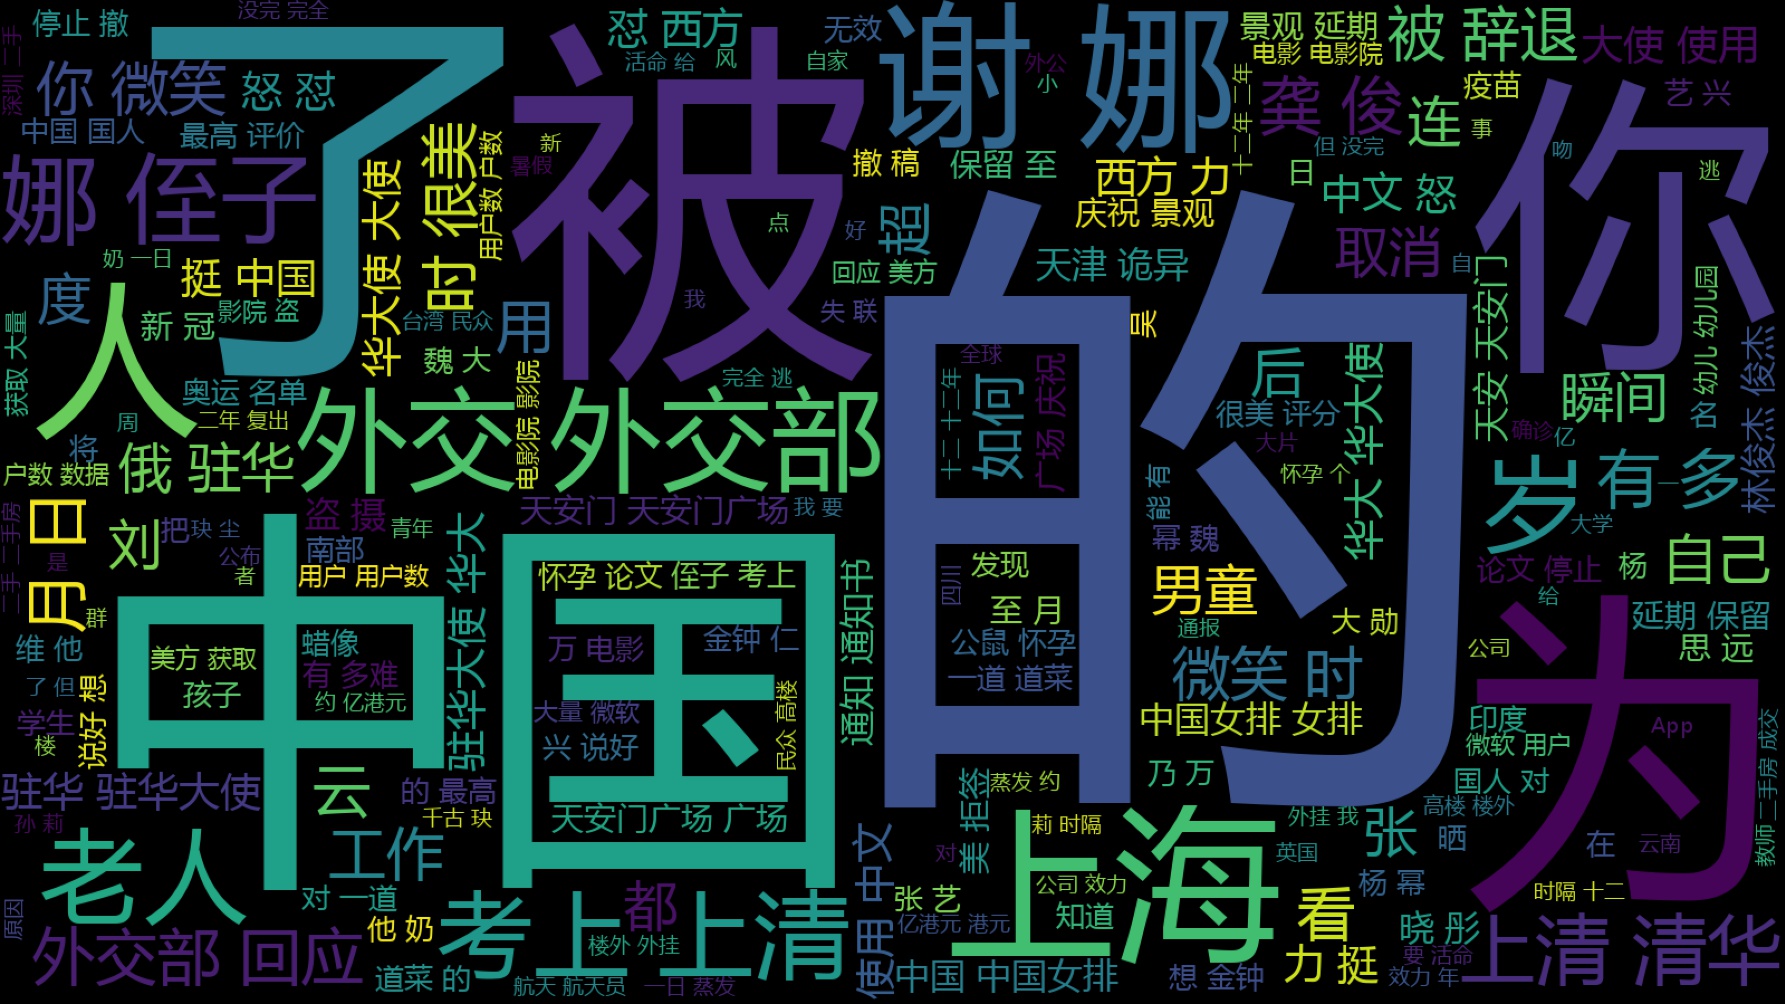 没完 完全
停止 撤
怼 西方
无效
谢 娜
景观 延期
被 辞退
大使 使用
电影 电影院
深圳 二手
了
被
活命 给
风
自家
外公
小
你 微笑
怒 怼
龚 俊
疫苗
艺 兴
连
事
你
中国 国人
最高 评价
很美
时
用户数 户数
新
暑假
撤 稿
保留 至
西方 力
十二年 二年
但 没完
吻
逃
日
中文 怒
娜 侄子
华大使 大使
庆祝 景观
超
好
点
取消
自
奶 一日
挺 中国
度
影院 盗
回应 美方
天津 诡异
我
失 联
用
台湾 民众
新 冠
魏 大
人
获取 大量
奥运 名单
二年 复出
周
将
完全 逃
吴
全球
如何
广场 庆祝
十二 十二年
后
很美 评分
大片
怀孕 个
华大 华大使
天安 天安门
幼儿 幼儿园
瞬间
名
林俊杰 俊杰
确诊
亿
的
外交 外交部
电影院 影院
户数 数据
俄 驻华
天安门 天安门广场
我 要
能 有
岁
有 多
一
大学
月 日
刘
把
玦 尘
盗 摄
青年
南部
公布
者
是
二手 二手房
用户 用户数
驻华大使 华大
群
中国
怀孕 论文
侄子 考上
通知 通知书
发现
四川
至 月
幂 魏
男童
通报
大 勋
论文 停止
杨
自己
给
维 他
美方 获取
蜡像
有 多难
孩子
约 亿港元
万 电影
金钟 仁
公鼠 怀孕
一道 道菜
微笑 时
公司
延期 保留
思 远
为
了 但
说好 想
学生
楼
大量 微软
兴 说好
民众 高楼
中国女排 女排
印度
微软 用户
App
二手房 成交
驻华 驻华大使
云
的 最高
天安门广场 广场
乃 万
国人 对
蒸发 约
美 拒签
孙 莉
千古 玦
莉 时隔
外挂 我
高楼 楼外
张
晒
在
云南
教师
老人
工作
使用 中文
对
上海
英国
公司 效力
杨 幂
时隔 十二
原因
对 一道
考上 上清
都
张 艺
知道
看
他 奶
楼外 外挂
亿港元 港元
晓 彤
上清 清华
外交部 回应
道菜 的
航天 航天员
一日 蒸发
中国 中国女排
想 金钟
力 挺
要 活命
效力 年